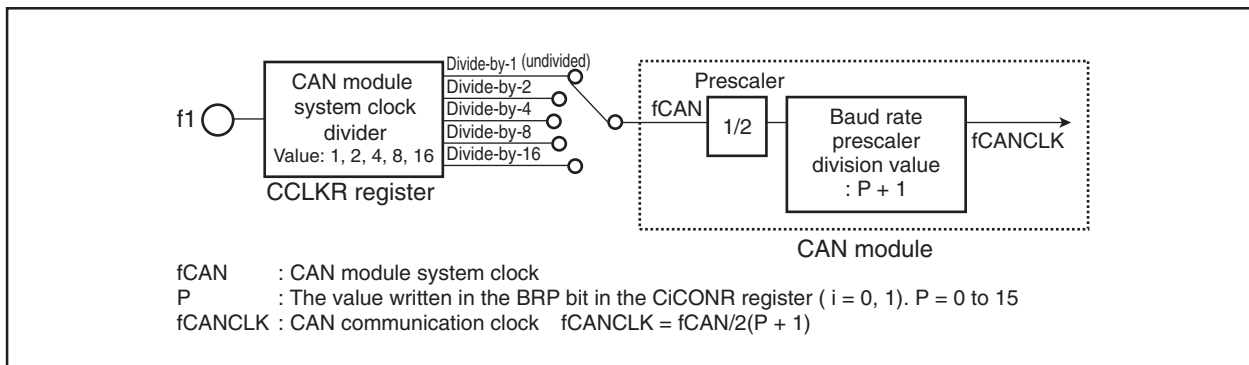 Divide-by-1 (undivided)
Divide-by-2
Divide-by-4
Divide-by-8
Divide-by-16
f1
CAN module
system clock
divider
Value: 1, 2, 4, 8, 16
CCLKR register
fCAN
Prescaler
1/2
Baud rate
prescaler
division value
: P + 1
fCANCLK
CAN module
fCAN : CAN module system clock
P : The value written in the BRP bit in the CiCONR register ( i = 0, 1). P = 0 to 15
fCANCLK : CAN communication clock fCANCLK = fCAN/2(P + 1)